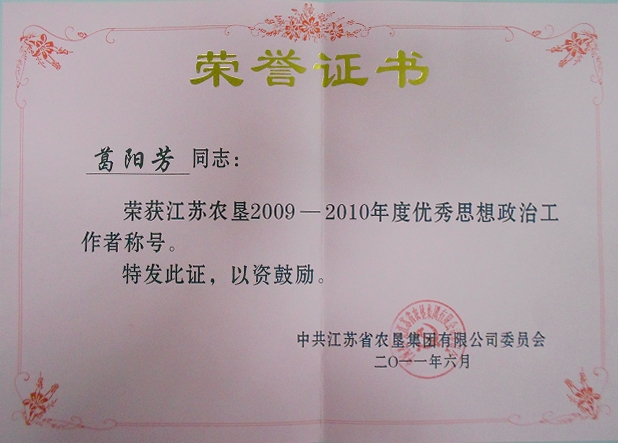 荣誉证书
葛阳芳 同志：
荣获江苏农垦2009—2010年度优秀思想政治工
作者称号。
特发此证，以资鼓励。
中共江苏省农垦集团有限公司委员会
二〇一一年六月